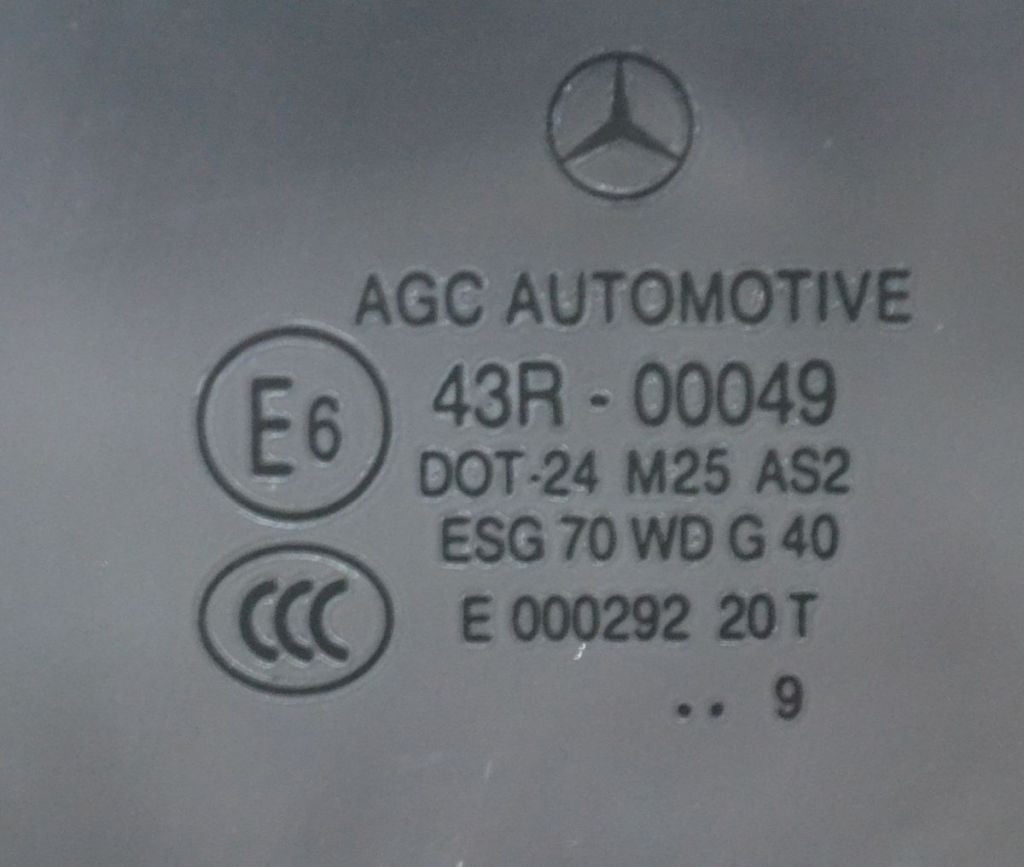 AGC AUTOMOTIVE
E6
43R - 00049
DOT-24 M25 AS2
ESG 70 WD G 40
CCC
E 000292 20 T
.. 9